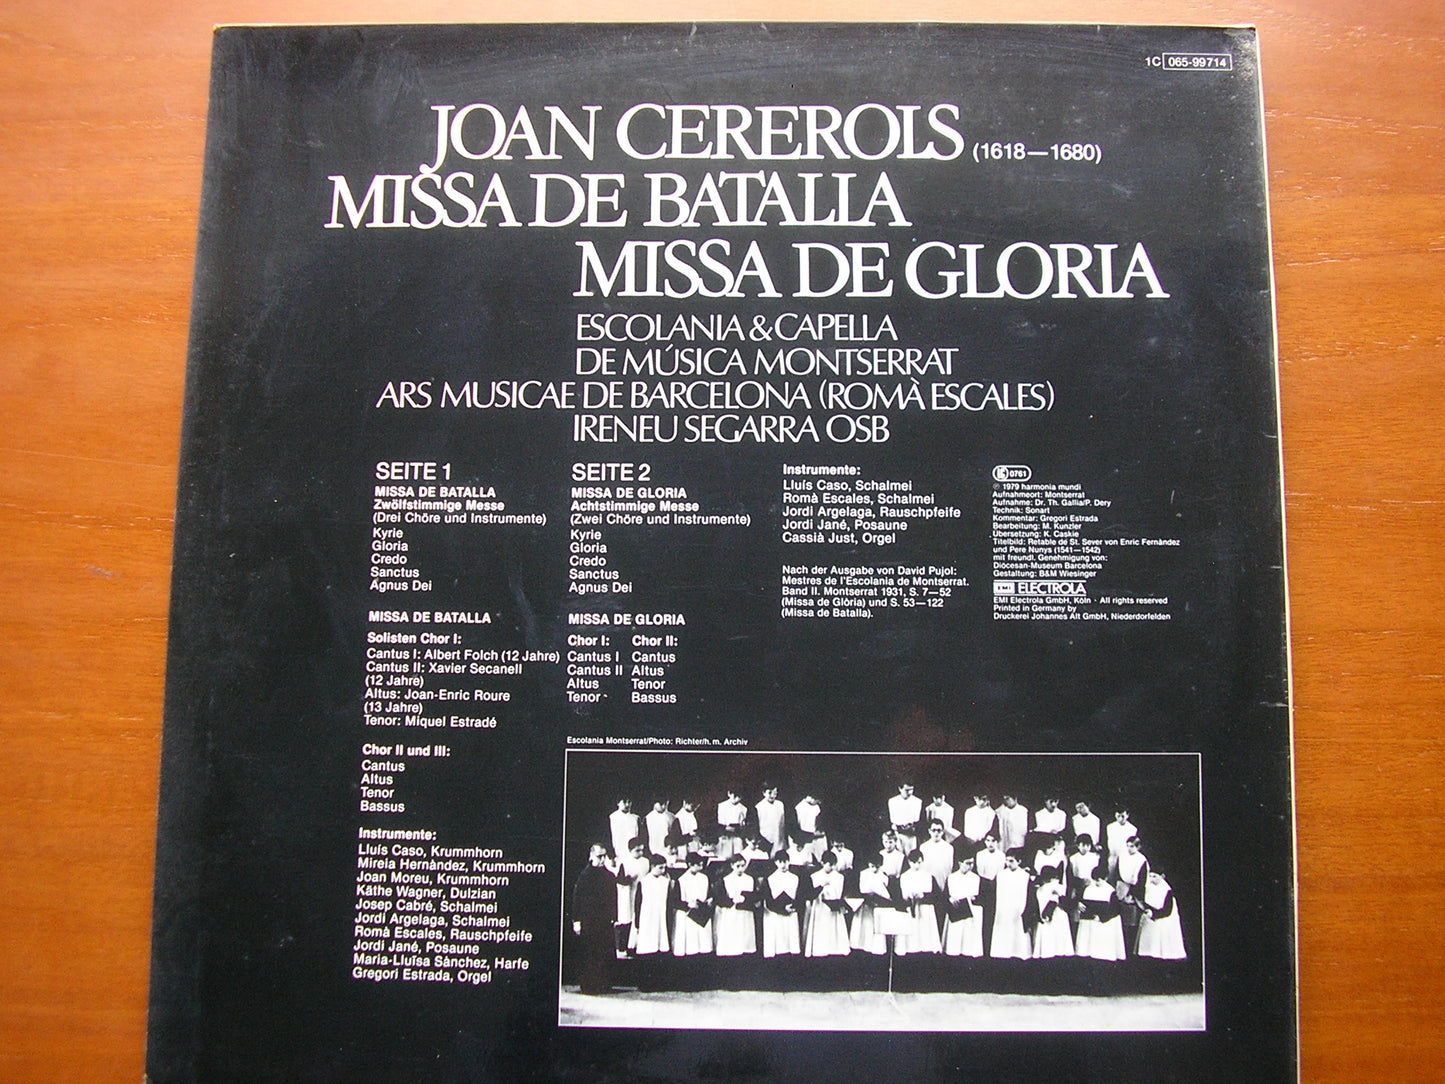 1C 065-99714
JOAN CEREROLS (1618—1680)
MISSA DE BATALLA
MISSA DE GLORIA
ESCOLANIA & CAPELLA
DE MÚSICA MONTSERRAT
ARS MUSICAE DE BARCELONA (ROMÀ ESCALES)
IRENEU SEGARRA OSB
SEITE 1
MISSA DE BATALLA
Zwölfstimmige Messe
(Drei Chöre und Instrumente)
Kyrie
Gloria
Credo
Sanctus
Agnus Dei
MISSA DE BATALLA
Solisten Chor I:
Cantus I: Albert Folch (12 Jahre)
Cantus II: Xavier Secanell
(12 Jahre)
Altus: Joan-Enric Roure
(13 Jahre)
Tenor: Miquel Estradé
Chor II und III:
Cantus
Altus
Tenor
Bassus
Instrumente:
Lluís Caso, Krummhorn
Mireia Hernàndez, Krummhorn
Joan Moreu, Krummhorn
Käthe Wagner, Dulzian
Josep Cabré, Schalmei
Jordi Argelaga, Schalmei
Romà Escales, Rauschpfeife
Jordi Jané, Posaune
Maria-Lluïsa Sànchez, Harfe
Gregori Estrada, Orgel
SEITE 2
MISSA DE GLORIA
Achtstimmige Messe
(Zwei Chöre und Instrumente)
Kyrie
Gloria
Credo
Sanctus
Agnus Dei
MISSA DE GLORIA
Chor I: Chor II:
Cantus I Cantus
Cantus II Altus
Altus Tenor
Tenor Bassus
Instrumente:
Lluís Caso, Schalmei
Romà Escales, Schalmei
Jordi Argelaga, Rauschpfeife
Jordi Jané, Posaune
Cassià Just, Orgel
Nach der Ausgabe von David Pujol:
Mestres de l'Escolania de Montserrat.
Band II. Montserrat 1931, S. 7—52
(Missa de Glòria) und S. 53—122
(Missa de Batalla).
0761
℗ 1979 harmonia mundi
Aufnahmeort: Montserrat
Aufnahme: Dr. Th. Gallia/P. Dery
Technik: Sonart
Kommentar: Gregori Estrada
Bearbeitung: M. Kunzler
Übersetzung: K. Caskie
Titelbild: Retable de St. Sever von Enric Fernàndez
und Pere Nunys (1541—1542)
mit freundl. Genehmigung von:
Diöcesan-Museum Barcelona
Gestaltung: B&M Wiesinger
EMI ELECTROLA
EMI Electrola GmbH, Köln · All rights reserved
Printed in Germany by
Druckerei Johannes Alt GmbH, Niederdorfelden
Escolania Montserrat/Photo: Richter/h. m. Archiv